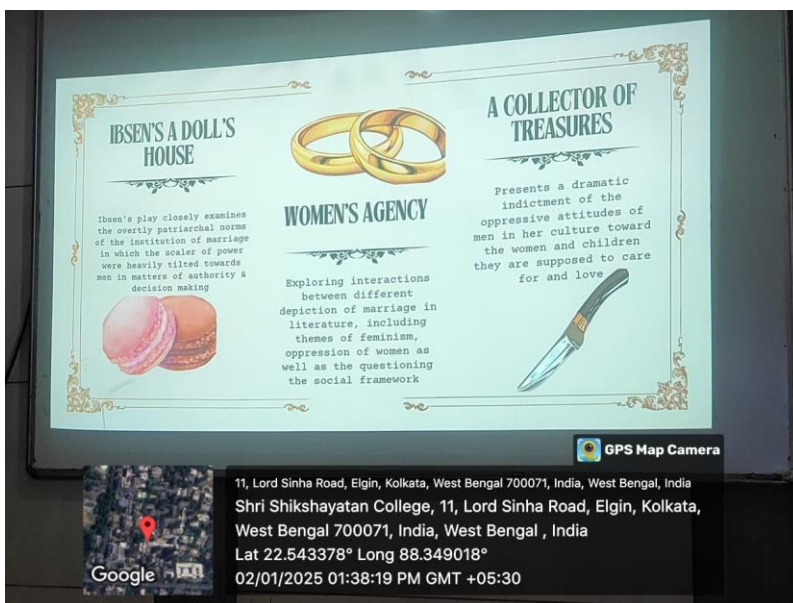 IBSEN'S A DOLL'S
HOUSE
Ibsen's play closely examines
the overtly patriarchal norms
of the institution of marriage
in which the scaler of power
were heavily tilted towards
men in matters of authority &
decision making
WOMEN'S AGENCY
Exploring interactions
between different
depiction of marriage in
literature, including
themes of feminism,
oppression of women as
well as the questioning
the social framework
A COLLECTOR OF
TREASURES
Presents a dramatic
indictment of the
oppressive attitudes of
men in her culture toward
the women and children
they are supposed to care
for and love
GPS Map Camera
Google
11, Lord Sinha Road, Elgin, Kolkata, West Bengal 700071, India, West Bengal, India
Shri Shikshayatan College, 11, Lord Sinha Road, Elgin, Kolkata,
West Bengal 700071, India, West Bengal , India
Lat 22.543378° Long 88.349018°
02/01/2025 01:38:19 PM GMT +05:30